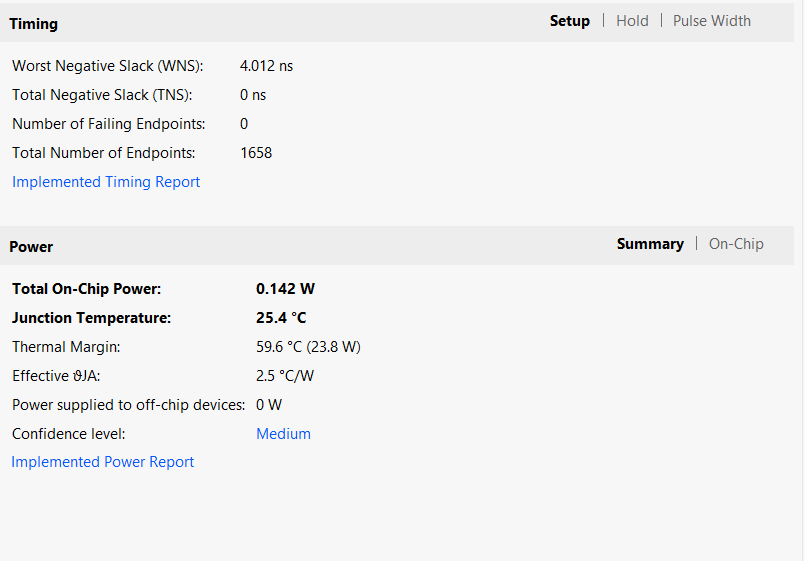 Timing Setup | Hold | Pulse Width
Worst Negative Slack (WNS): 4.012 ns
Total Negative Slack (TNS): 0 ns
Number of Failing Endpoints: 0
Total Number of Endpoints: 1658
Implemented Timing Report
Power Summary | On-Chip
Total On-Chip Power: 0.142 W
Junction Temperature: 25.4 °C
Thermal Margin: 59.6 °C (23.8 W)
Effective ϑJA: 2.5 °C/W
Power supplied to off-chip devices: 0 W
Confidence level: Medium
Implemented Power Report